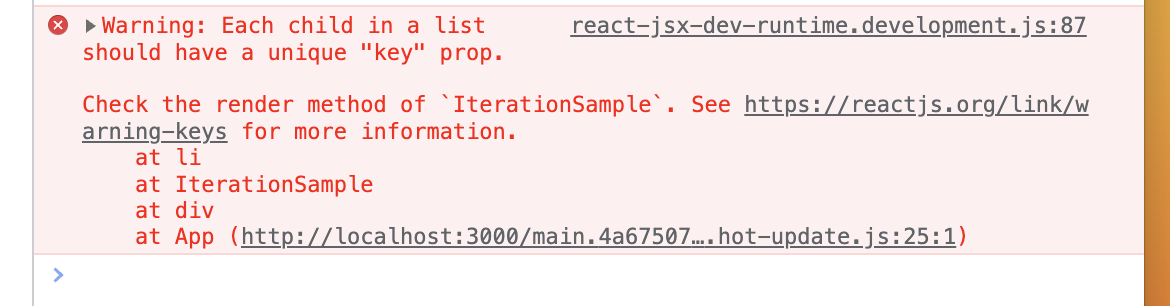 Warning: Each child in a list react-jsx-dev-runtime.development.js:87
should have a unique "key" prop.
Check the render method of `IterationSample`. See https://reactjs.org/link/w
arning-keys for more information.
at li
at IterationSample
at div
at App (http://localhost:3000/main.4a67507….hot-update.js:25:1)